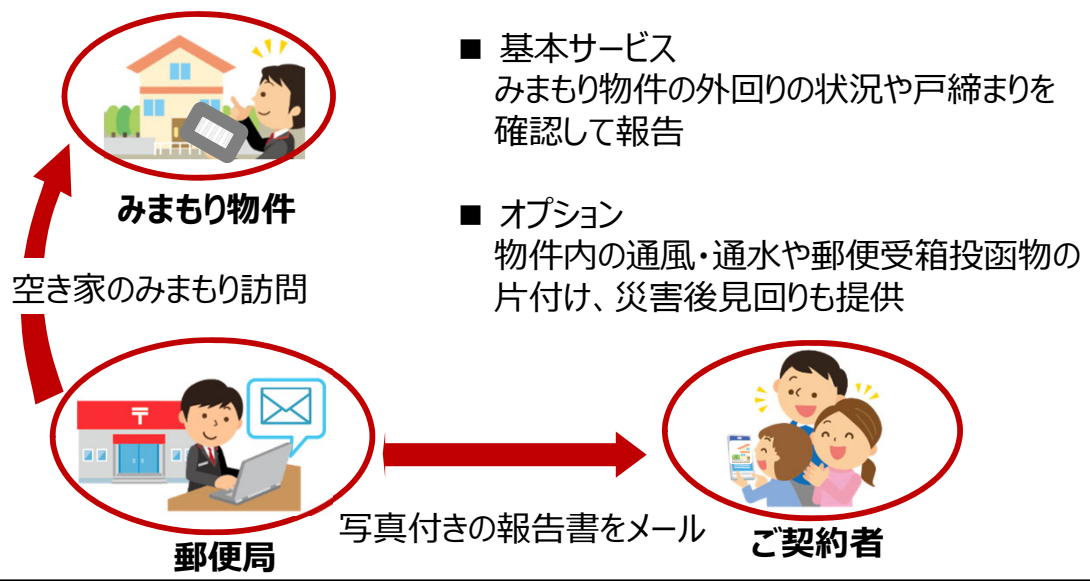 ■ 基本サービス
みまもり物件の外回りの状況や戸締まりを
確認して報告
みまもり物件
■ オプション
物件内の通風・通水や郵便受箱投函物の
片付け、災害後見回りも提供
空き家のみまもり訪問
〒
写真付きの報告書をメール
郵便局
ご契約者